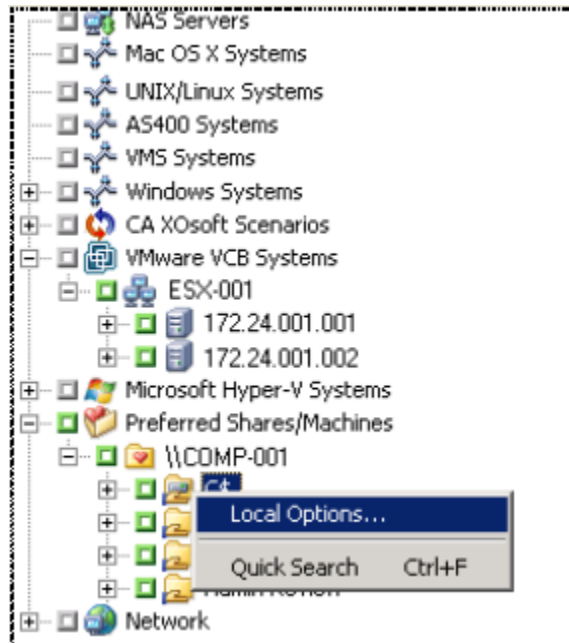 NAS Servers
Mac OS X Systems
UNIX/Linux Systems
AS400 Systems
VMS Systems
Windows Systems
CA XOsoft Scenarios
VMware VCB Systems
ESX-001
172.24.001.001
172.24.001.002
Microsoft Hyper-V Systems
Preferred Shares/Machines
\\COMP-001
Local Options...
Quick Search Ctrl+F
Network